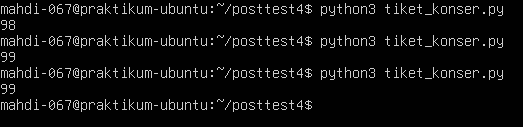 mahdi-067@praktikum-ubuntu:~/posttest4$ python3 tiket_konser.py
98
mahdi-067@praktikum-ubuntu:~/posttest4$ python3 tiket_konser.py
99
mahdi-067@praktikum-ubuntu:~/posttest4$ python3 tiket_konser.py
99
mahdi-067@praktikum-ubuntu:~/posttest4$